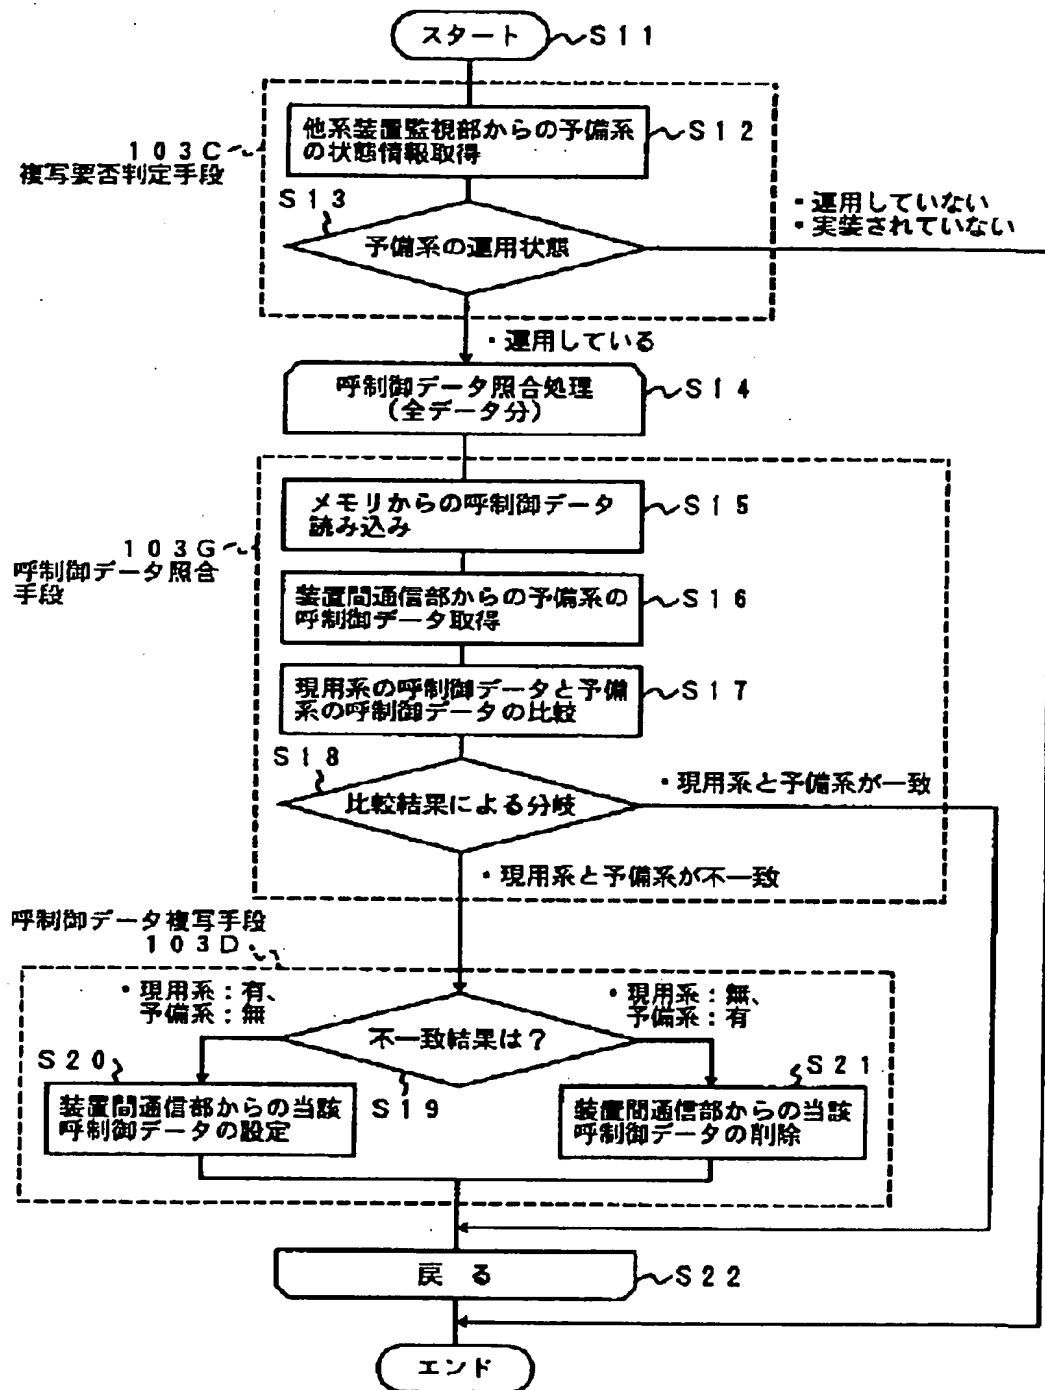 スタート
S11
他系装置監視部からの予備系
の状態情報取得
S12
103C
複写要否判定手段
S13
予備系の運用状態
・運用していない
・実装されていない
・運用している
呼制御データ照合処理
(全データ分)
S14
メモリからの呼制御データ
読み込み
S15
103G
呼制御データ照合
手段
装置間通信部からの予備系の
呼制御データ取得
S16
現用系の呼制御データと予備
系の呼制御データの比較
S17
S18
比較結果による分岐
・現用系と予備系が一致
・現用系と予備系が不一致
呼制御データ複写手段
103D
・現用系:有、
予備系:無
・現用系:無、
予備系:有
不一致結果は?
S19
S20
装置間通信部からの当該
呼制御データの設定
S21
装置間通信部からの当該
呼制御データの削除
戻る
S22
エンド